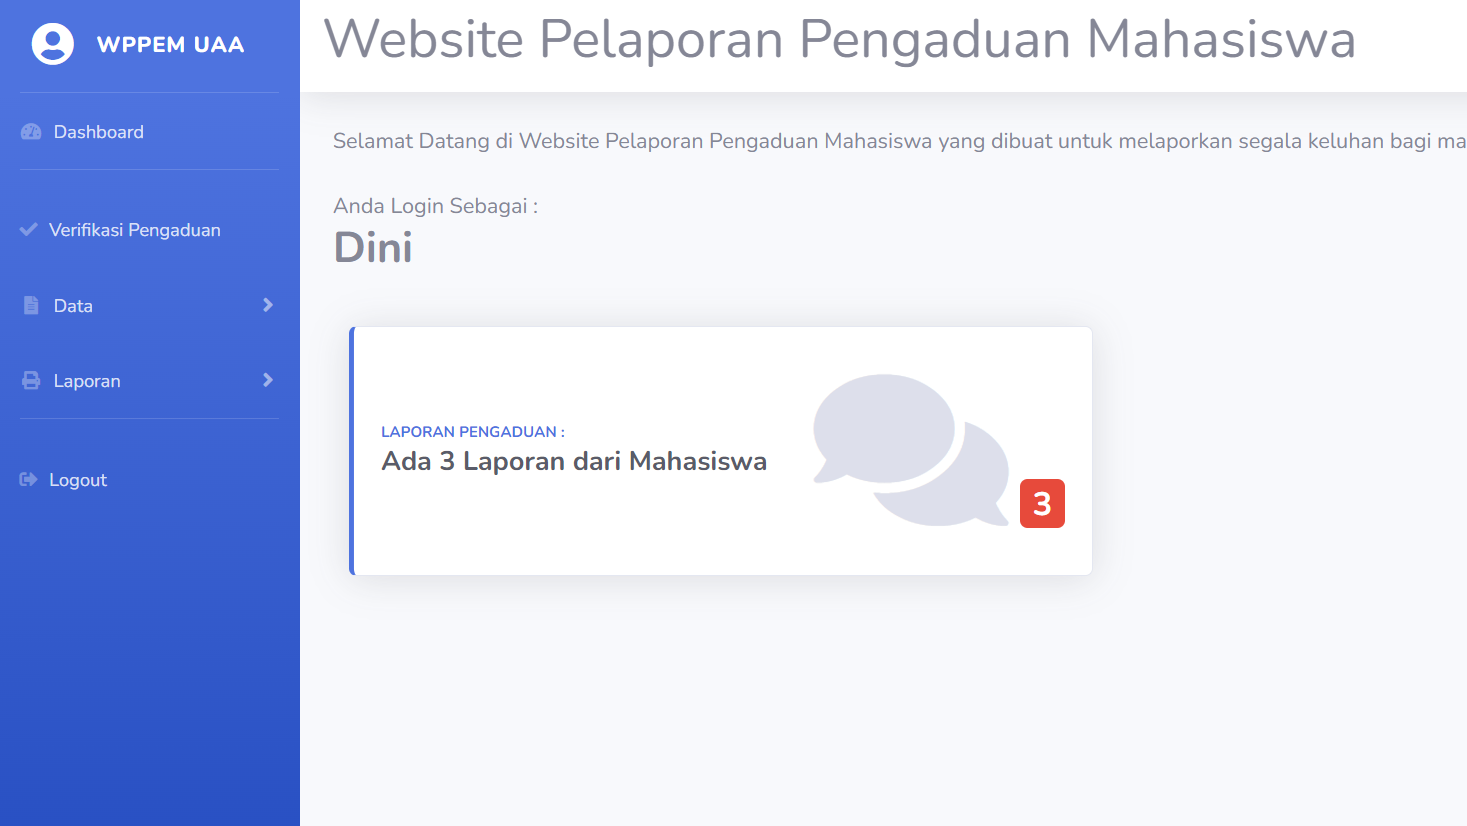 WPPEM UAA
Dashboard
Verifikasi Pengaduan
Data
Laporan
Logout
Website Pelaporan Pengaduan Mahasiswa
Selamat Datang di Website Pelaporan Pengaduan Mahasiswa yang dibuat untuk melaporkan segala keluhan bagi ma
Anda Login Sebagai :
Dini
LAPORAN PENGADUAN :
Ada 3 Laporan dari Mahasiswa
3